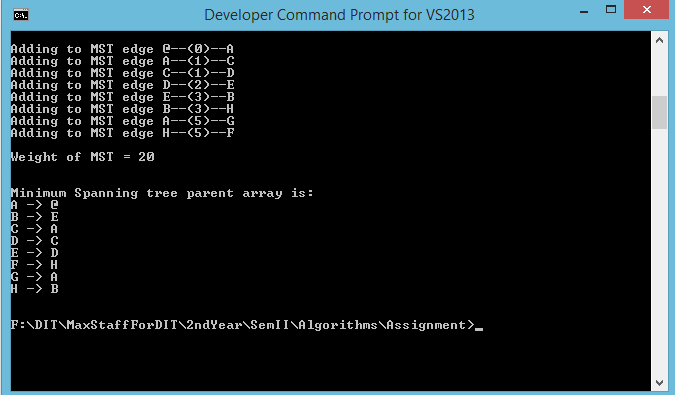 C:\.
Developer Command Prompt for VS2013
Adding to MST edge @--(0)--A
Adding to MST edge A--(1)--C
Adding to MST edge C--(1)--D
Adding to MST edge D--(2)--E
Adding to MST edge E--(3)--B
Adding to MST edge B--(3)--H
Adding to MST edge A--(5)--G
Adding to MST edge H--(5)--F
Weight of MST = 20
Minimum Spanning tree parent array is:
A -> @
B -> E
C -> A
D -> C
E -> D
F -> H
G -> A
H -> B
F:\DIT\MaxStaffForDIT\2ndYear\SemII\Algorithms\Assignment>_